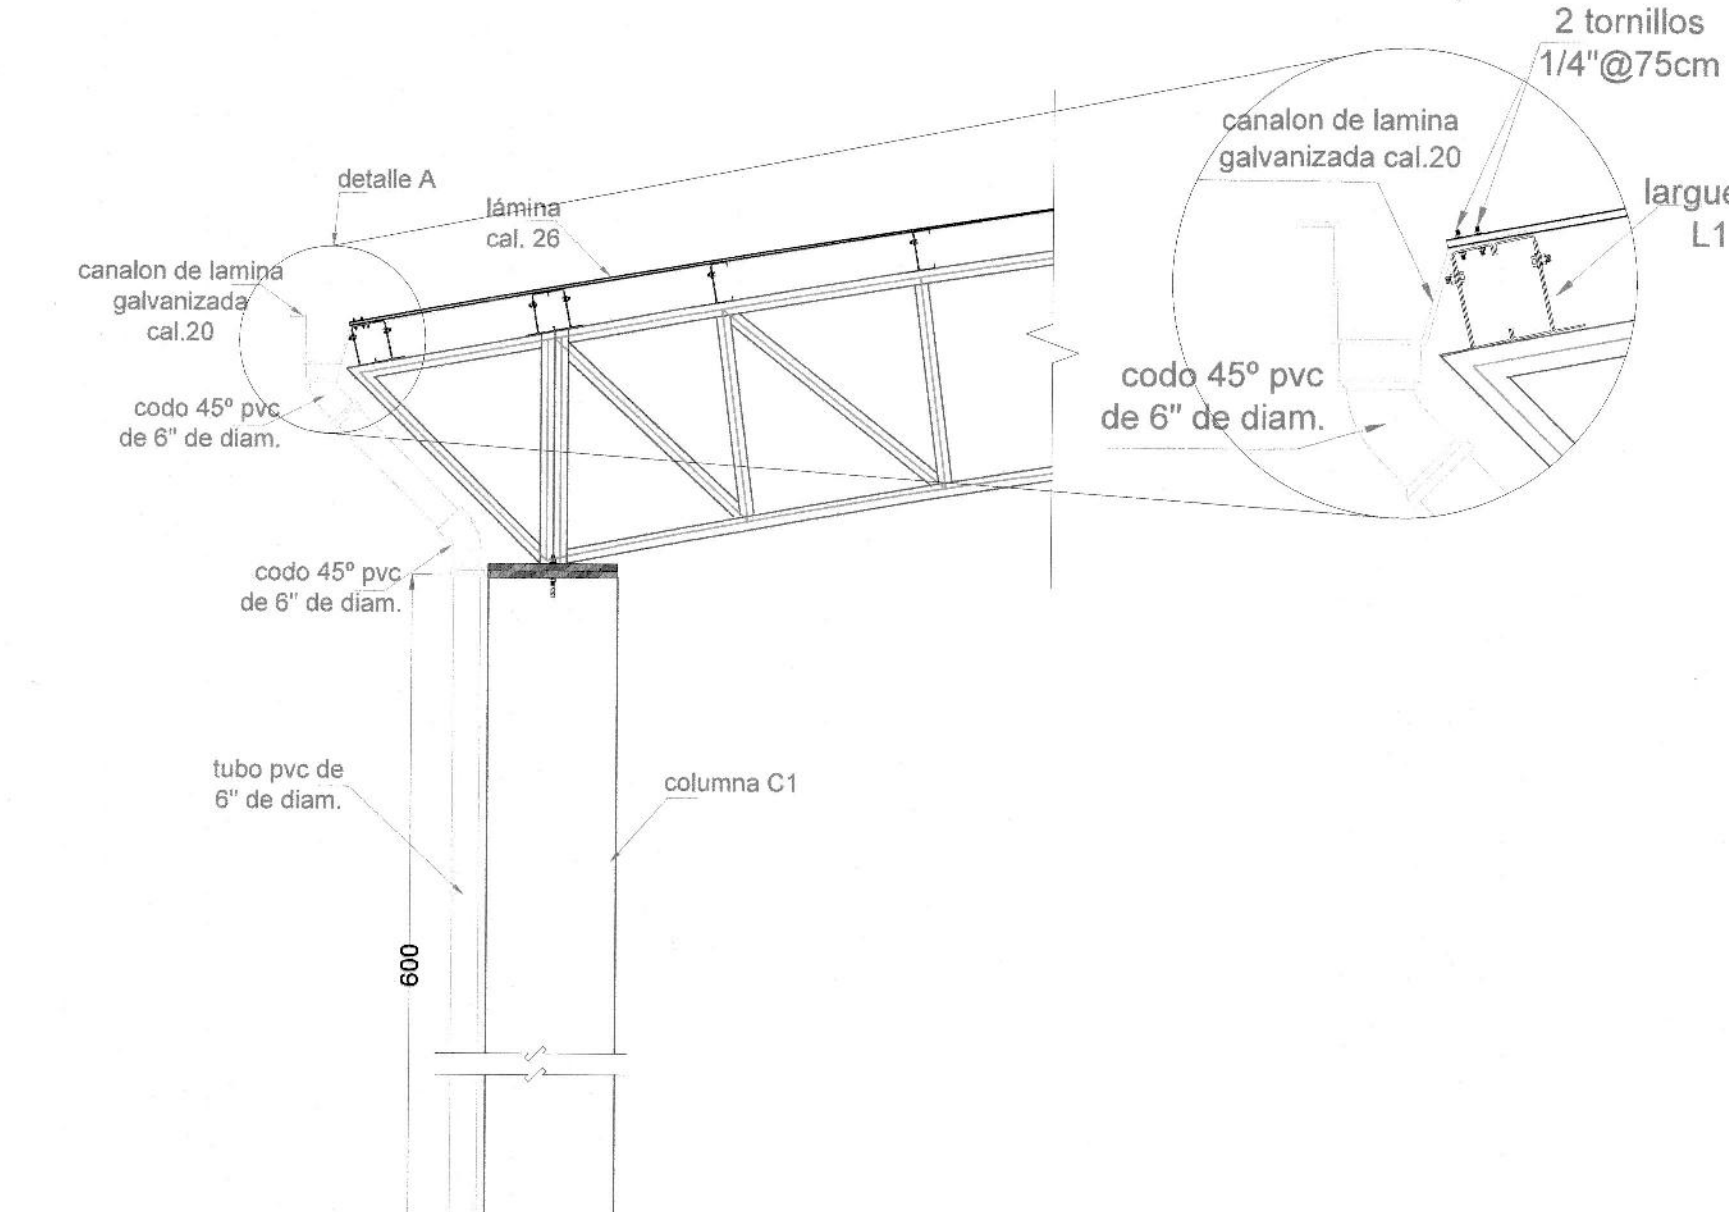 2 tornillos
1/4"@75cm
canalon de lamina
galvanizada cal.20
L1
detalle A
lámina
cal. 26
canalon de lamina
galvanizada
cal.20
codo 45º pvc
de 6" de diam.
codo 45º pvc
de 6" de diam.
codo 45º pvc
de 6" de diam.
tubo pvc de
6" de diam.
columna C1
600